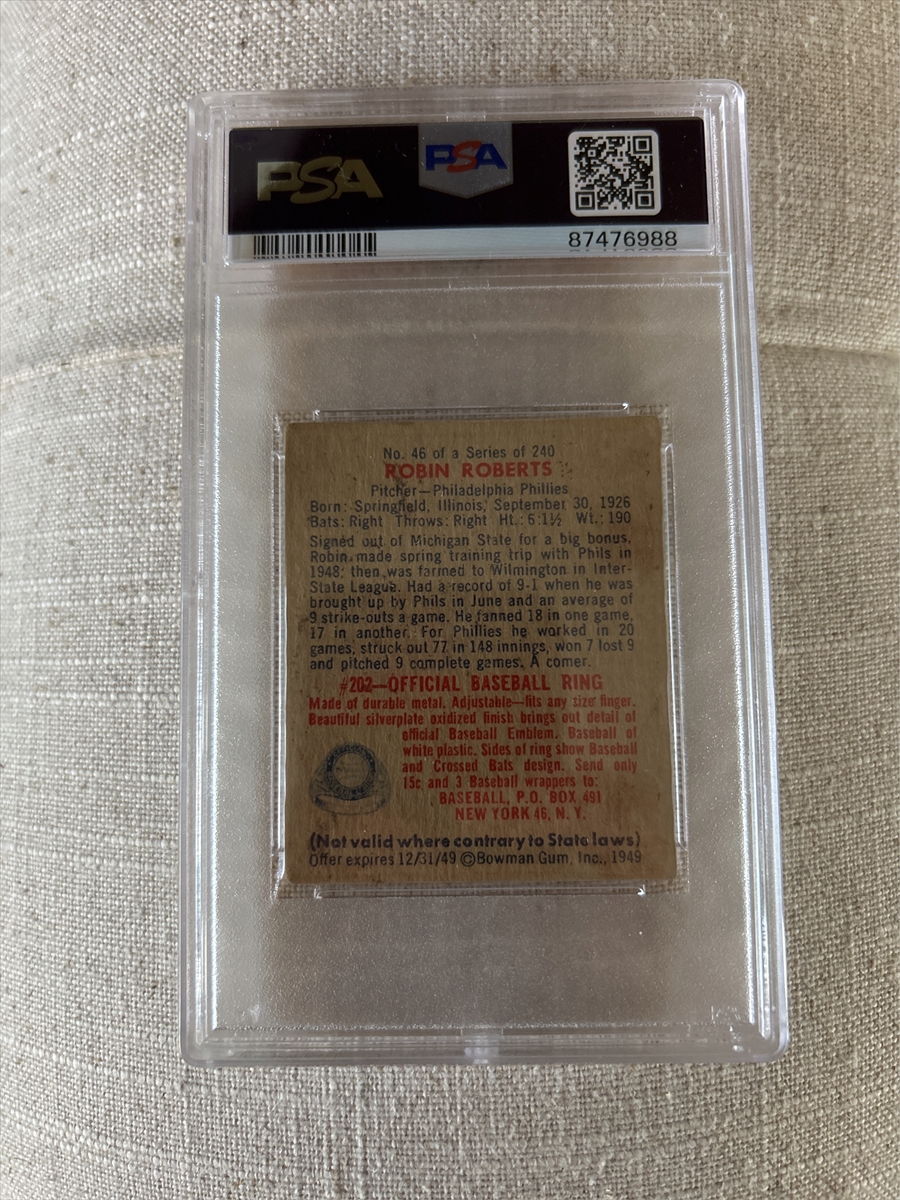 PSA
PSA
87476988
No. 46 of a Series of 240
ROBIN ROBERTS
Pitcher—Philadelphia Phillies
Born: Springfield, Illinois, September 30, 1926
Bats: Right Throws: Right Ht.: 6:1½ Wt.: 190
Signed out of Michigan State for a big bonus.
Robin made spring training trip with Phils in
1948; then was farmed to Wilmington in Inter-
State League. Had a record of 9-1 when he was
brought up by Phils in June and an average of
9 strike-outs a game. He fanned 18 in one game,
17 in another. For Phillies he worked in 20
games, struck out 77 in 148 innings, won 7 lost 9
and pitched 9 complete games. A comer.
#202—OFFICIAL BASEBALL RING
Made of durable metal. Adjustable—fits any size finger.
Beautiful silverplate oxidized finish brings out detail of
official Baseball Emblem. Baseball of
white plastic. Sides of ring show Baseball
and Crossed Bats design. Send only
15c and 3 Baseball wrappers to:
BASEBALL, P.O. BOX 491
NEW YORK 46, N. Y.
(Not valid where contrary to State laws)
Offer expires 12/31/49 ©Bowman Gum, Inc., 1949